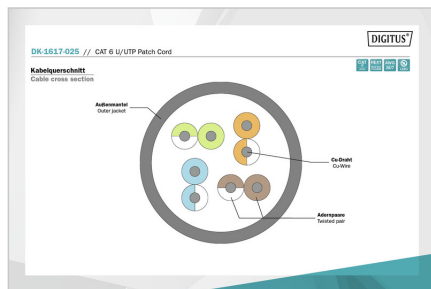 DIGITUS®
DK-1617-025 // CAT 6 U/UTP Patch Cord
Kabelquerschnitt
Cable cross section
Außenmantel
Outer jacket
Cu-Draht
Cu-Wire
Adernpaare
Twisted pair